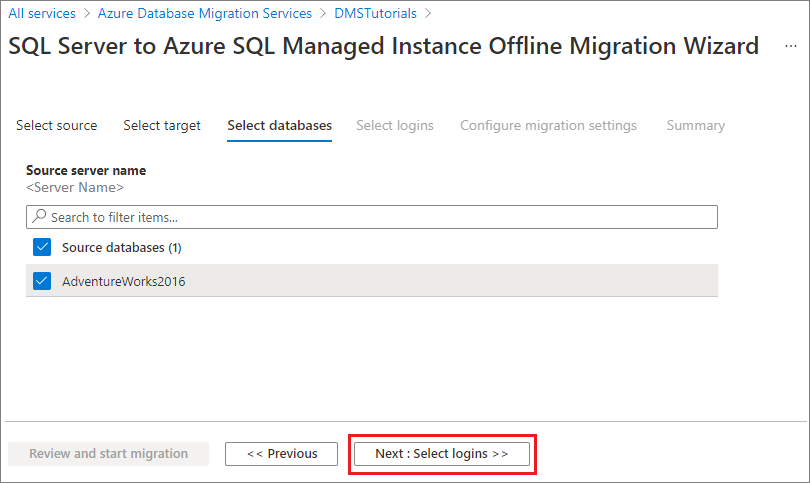 All services > Azure Database Migration Services > DMSTutorials >
SQL Server to Azure SQL Managed Instance Offline Migration Wizard ...
Select source Select target Select databases Select logins Configure migration settings Summary
Source server name
<Server Name>
Search to filter items...
Source databases (1)
AdventureWorks2016
Review and start migration << Previous Next : Select logins >>